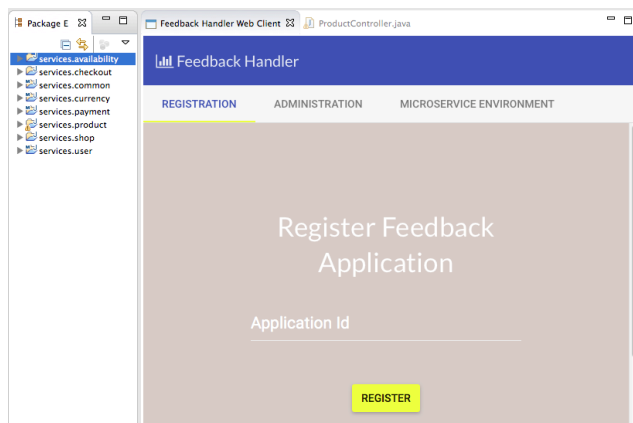 Package E
Feedback Handler Web Client
ProductController.java
services.availability
services.checkout
services.common
services.currency
services.payment
services.product
services.shop
services.user
Feedback Handler
REGISTRATION
ADMINISTRATION
MICROSERVICE ENVIRONMENT
Register Feedback
Application
Application Id
REGISTER